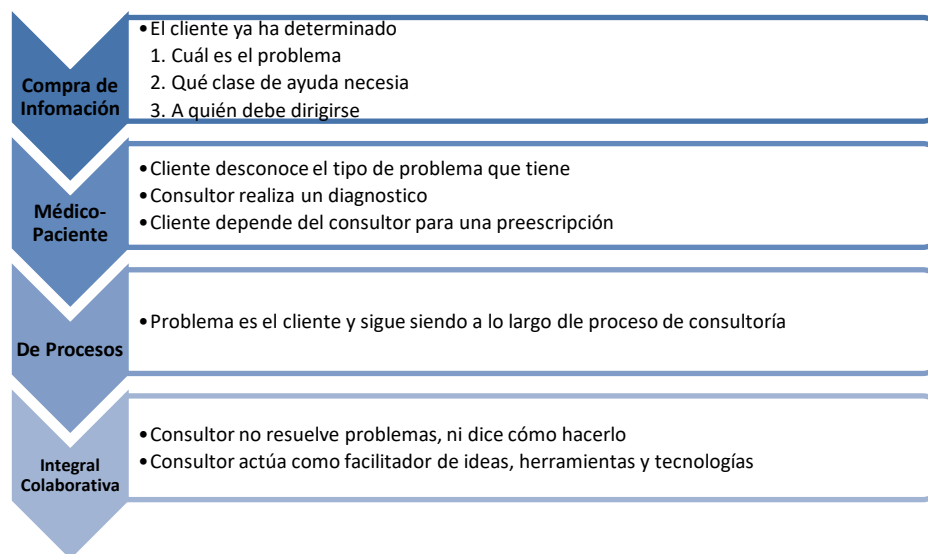 Compra de
Infomación
•El cliente ya ha determinado
1. Cuál es el problema
2. Qué clase de ayuda necesia
3. A quién debe dirigirse
Médico-
Paciente
•Cliente desconoce el tipo de problema que tiene
•Consultor realiza un diagnostico
•Cliente depende del consultor para una preescripción
De Procesos
•Problema es el cliente y sigue siendo a lo largo dle proceso de consultoría
Integral
Colaborativa
•Consultor no resuelve problemas, ni dice cómo hacerlo
•Consultor actúa como facilitador de ideas, herramientas y tecnologías